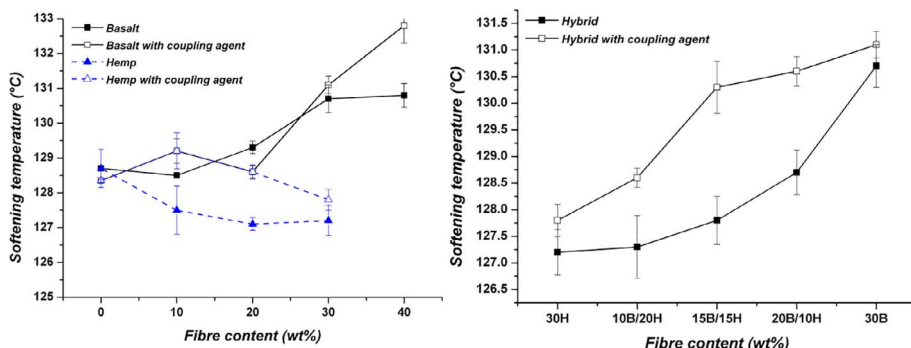 Basalt
Basalt with coupling agent
Hemp
Hemp with coupling agent
Softening temperature (°C)
133
132
131
130
129
128
127
126
125
0
10
20
30
40
Fibre content (wt%)
Hybrid
Hybrid with coupling agent
Softening temperature (°C)
131.5
131.0
130.5
130.0
129.5
129.0
128.5
128.0
127.5
127.0
126.5
30H
10B/20H
15B/15H
20B/10H
30B
Fibre content (wt%)